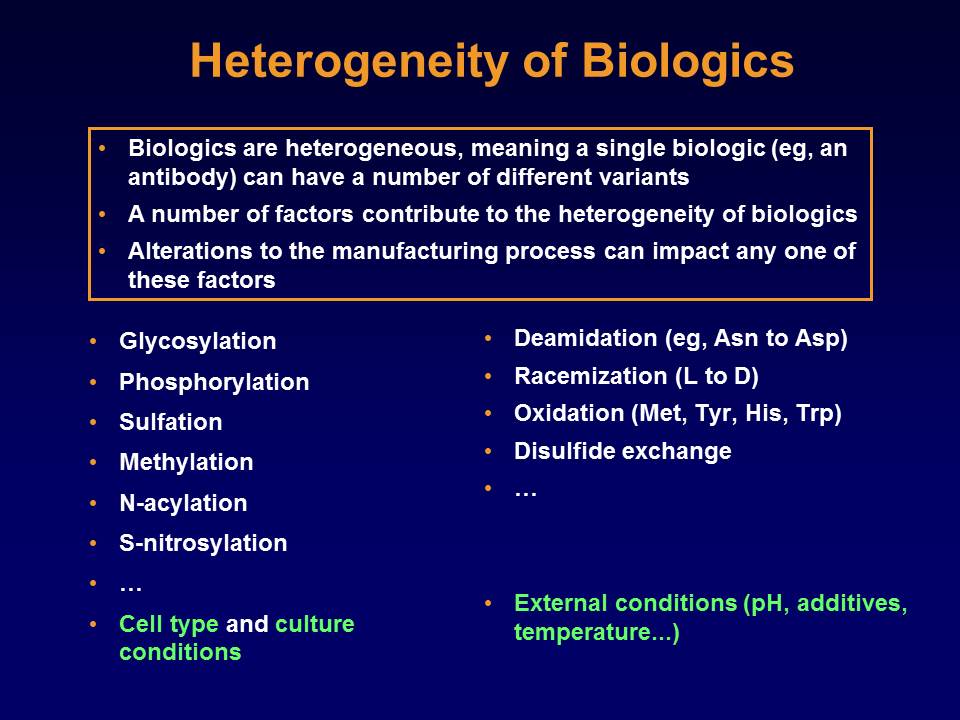 Heterogeneity of Biologics
• Biologics are heterogeneous, meaning a single biologic (eg, an
antibody) can have a number of different variants
• A number of factors contribute to the heterogeneity of biologics
• Alterations to the manufacturing process can impact any one of
these factors
• Glycosylation
• Phosphorylation
• Sulfation
• Methylation
• N-acylation
• S-nitrosylation
• …
• Cell type and culture
conditions
• Deamidation (eg, Asn to Asp)
• Racemization (L to D)
• Oxidation (Met, Tyr, His, Trp)
• Disulfide exchange
• …
• External conditions (pH, additives,
temperature...)